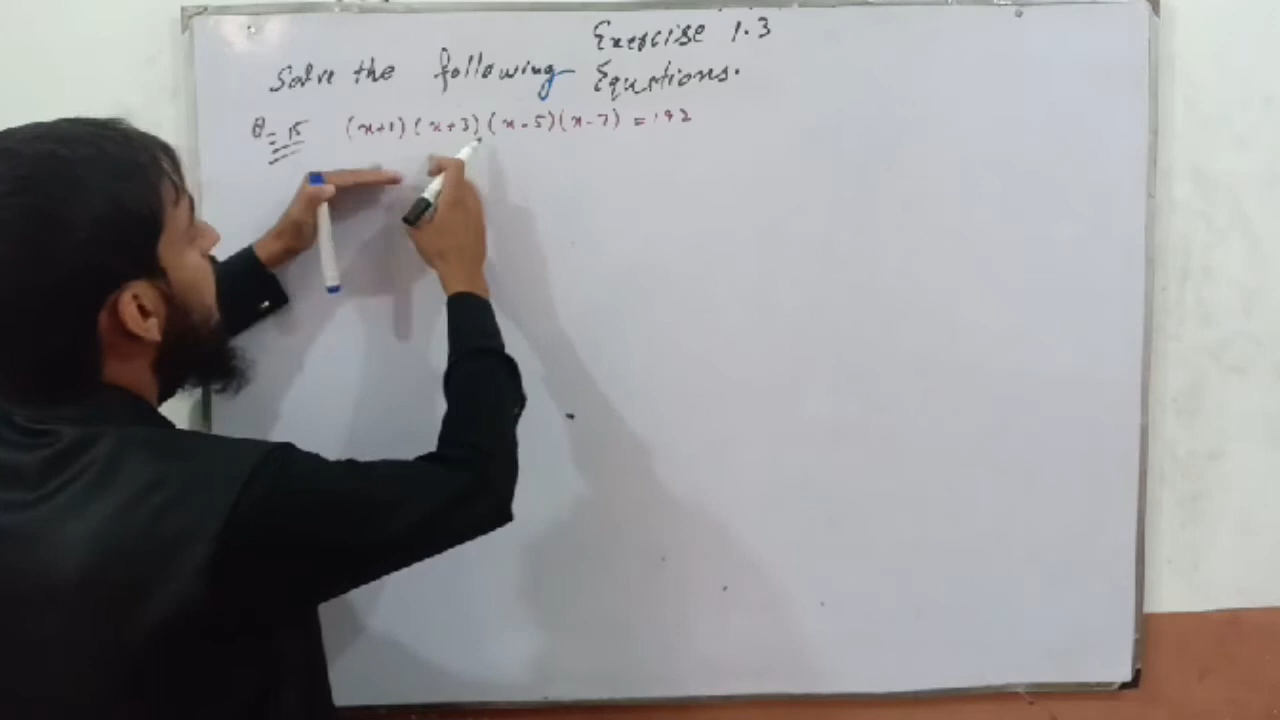 Exercise 1.3
Solve the following Equations.
Q=15 (x+1)(x+3)(x-5)(x-7) = 192